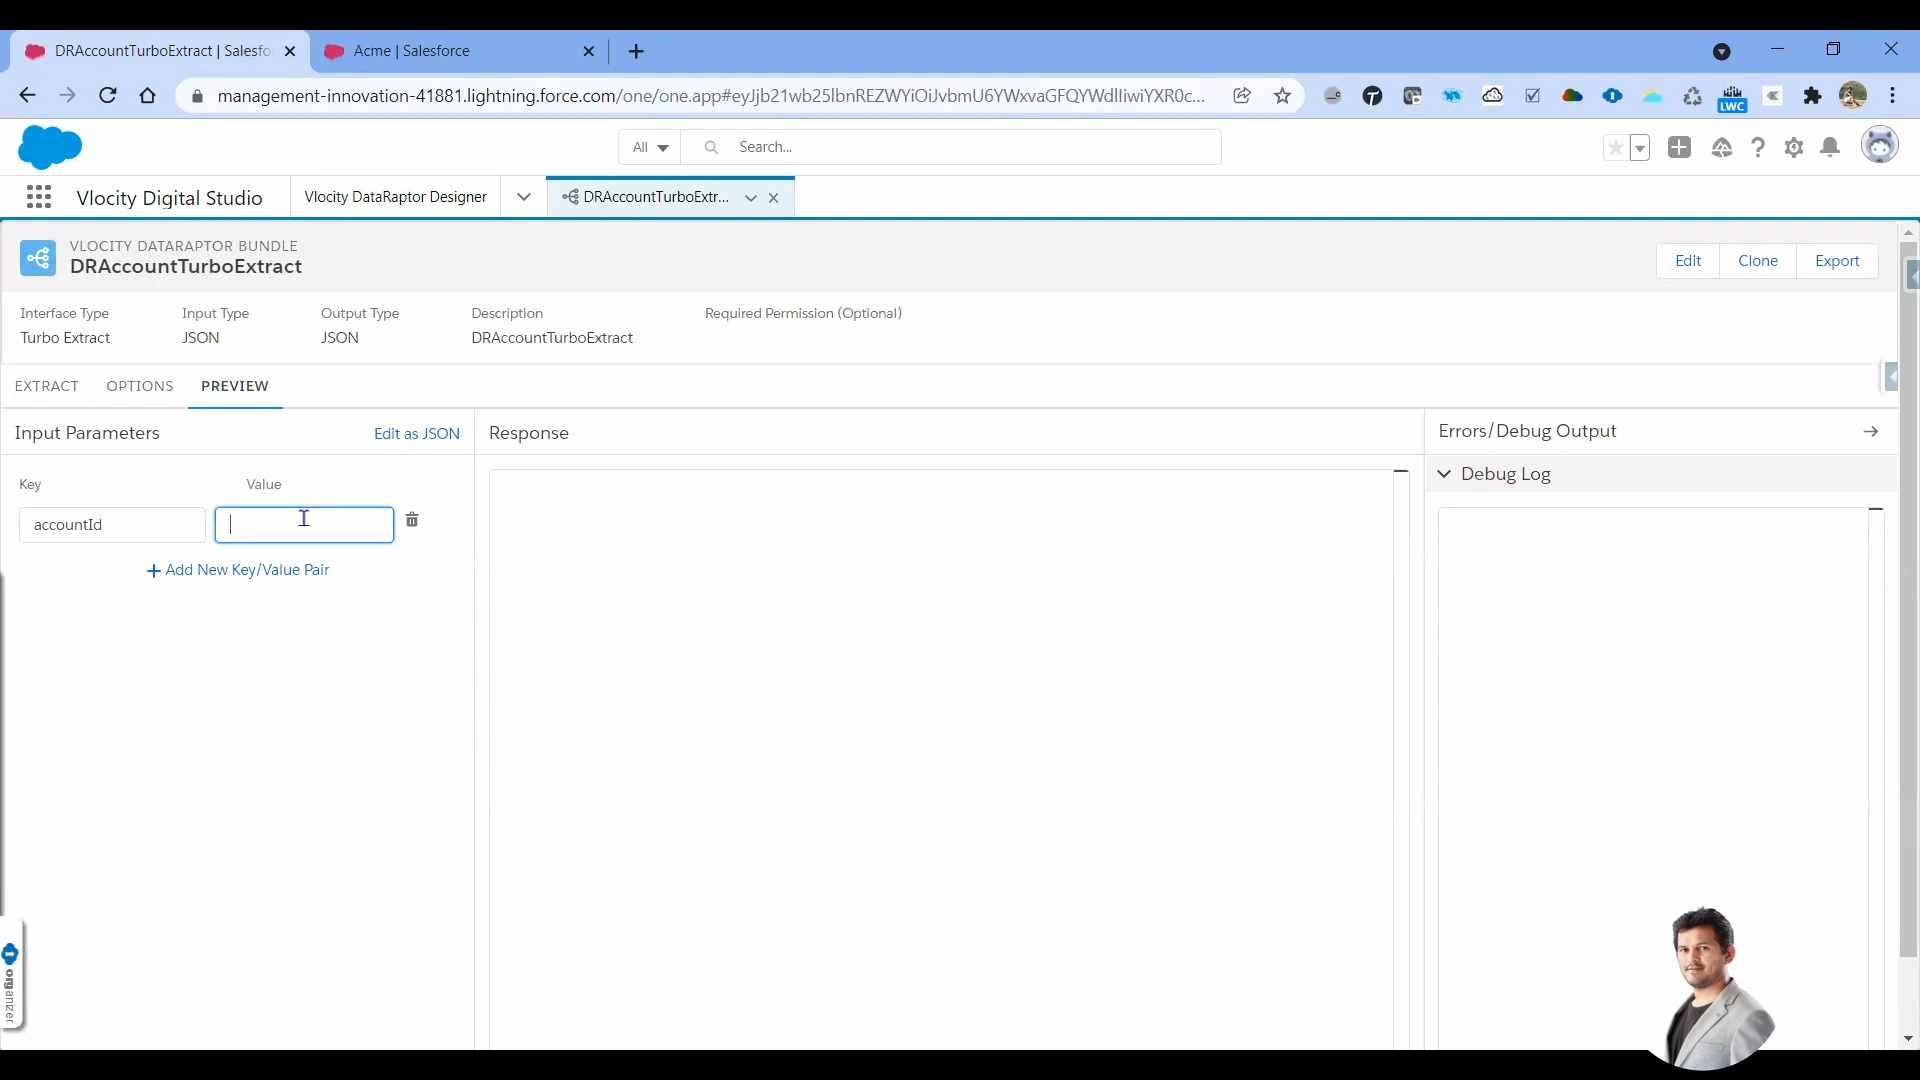 DRAccountTurboExtract | Salesfo
Acme | Salesforce
management-innovation-41881.lightning.force.com/one/one.app#eyJjb21wb25lbnREZWYiOiJvbmU6YWxvaGFQYWdlIiwiYXR0c...
LWC
All
Search...
Vlocity Digital Studio
Vlocity DataRaptor Designer
DRAccountTurboExtr...
VLOCITY DATARAPTOR BUNDLE
DRAccountTurboExtract
Edit
Clone
Export
Interface Type
Input Type
Output Type
Description
Required Permission (Optional)
Turbo Extract
JSON
JSON
DRAccountTurboExtract
EXTRACT
OPTIONS
PREVIEW
Input Parameters
Edit as JSON
Response
Errors/Debug Output
Debug Log
Key
Value
accountId
+ Add New Key/Value Pair
organizer